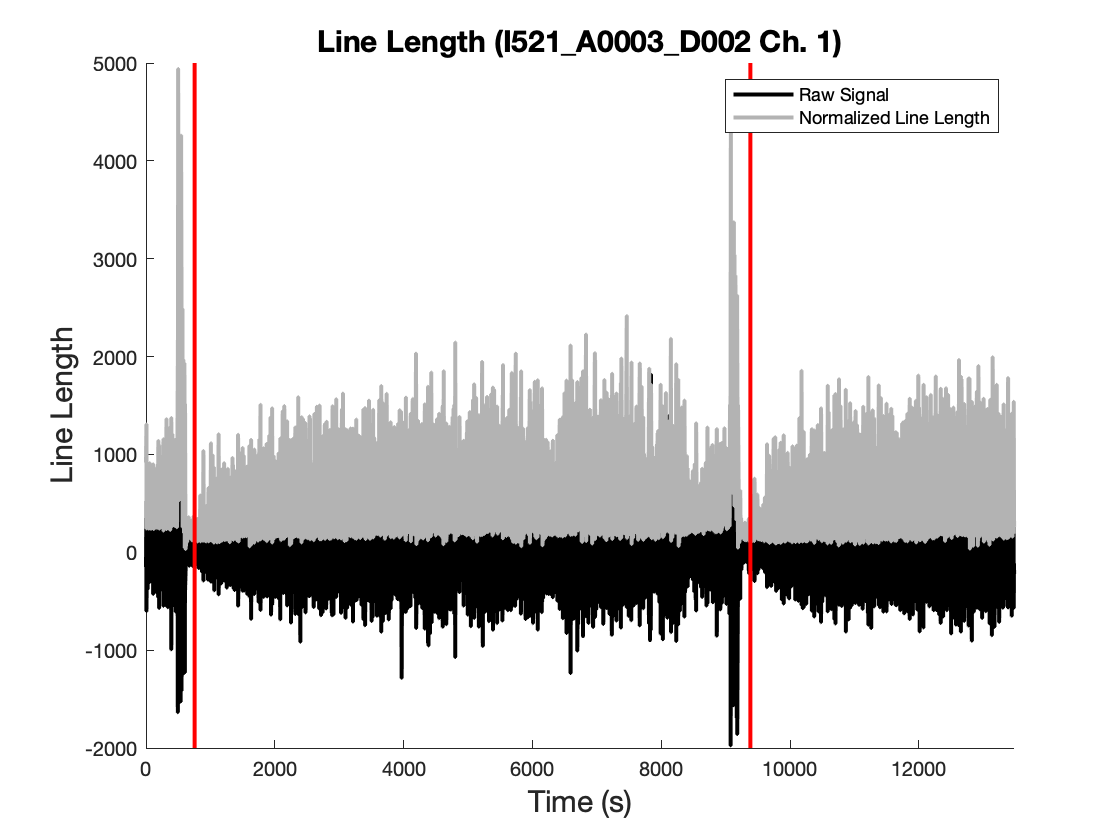 Line Length (I521_A0003_D002 Ch. 1)
Raw Signal
Normalized Line Length
5000
4000
3000
2000
1000
0
-1000
-2000
Line Length
0 2000 4000 6000 8000 10000 12000
Time (s)